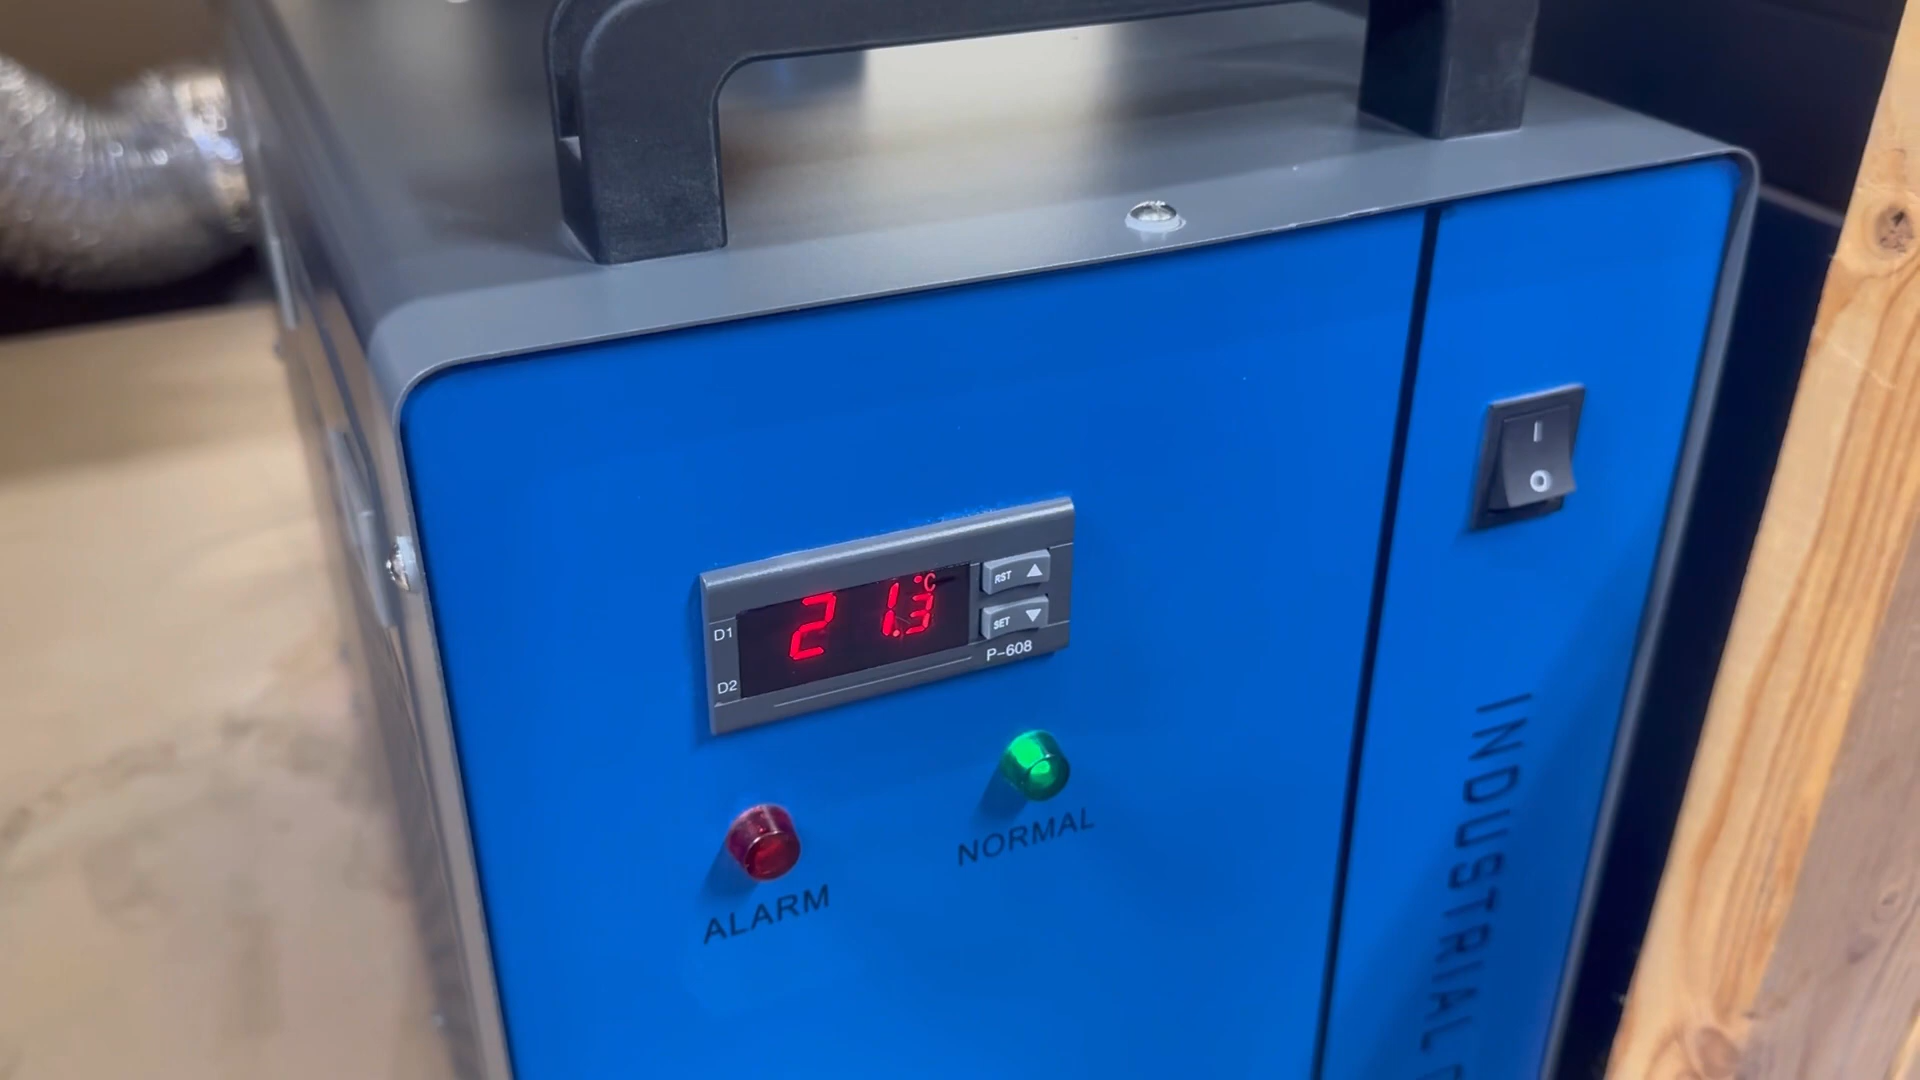 21.3
°C
RST
SET
D1
D2
P-608
NORMAL
ALARM
I
O
INDUSTRIAL